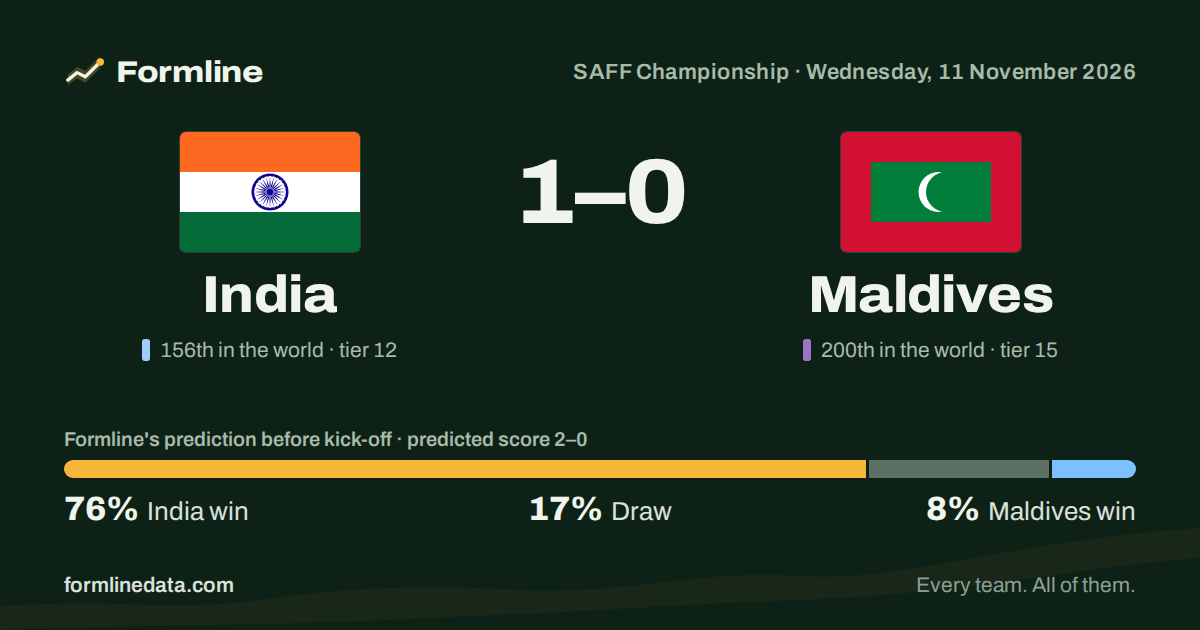 Formline
SAFF Championship · Wednesday, 11 November 2026
1–0
India
Maldives
156th in the world · tier 12
200th in the world · tier 15
Formline's prediction before kick-off · predicted score 2–0
76% India win
17% Draw
8% Maldives win
formlinedata.com
Every team. All of them.